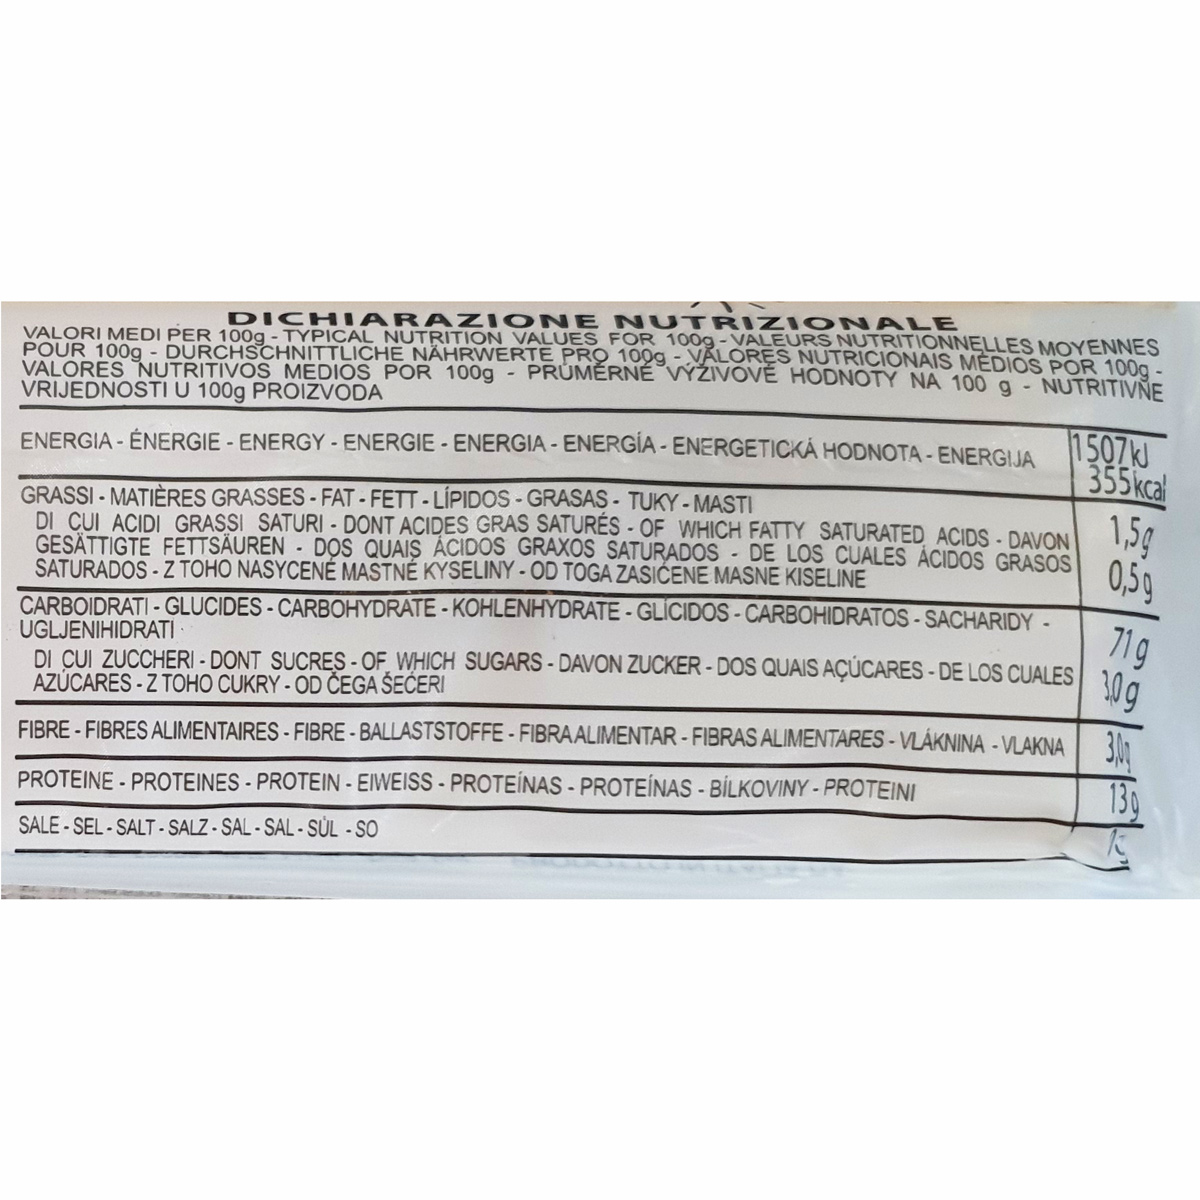 DICHIARAZIONE NUTRIZIONALE
VALORI MEDI PER 100g - TYPICAL NUTRITION VALUES FOR 100g - VALEURS NUTRITIONNELLES MOYENNES
POUR 100g - DURCHSCHNITTLICHE NÄHRWERTE PRO 100g - VALORES NUTRICIONAIS MÉDIOS POR 100g -
VALORES NUTRITIVOS MEDIOS POR 100g - PRŮMĚRNÉ VÝŽIVOVÉ HODNOTY NA 100 g - NUTRITIVNE
VRIJEDNOSTI U 100g PROIZVODA
ENERGIA - ÉNERGIE - ENERGY - ENERGIE - ENERGIA - ENERGÍA - ENERGETICKÁ HODNOTA - ENERGIJA 1507kJ
355kcal
GRASSI - MATIÈRES GRASSES - FAT - FETT - LÍPIDOS - GRASAS - TUKY - MASTI 1,5g
DI CUI ACIDI GRASSI SATURI - DONT ACIDES GRAS SATURÉS - OF WHICH FATTY SATURATED ACIDS - DAVON
GESÄTTIGTE FETTSÄUREN - DOS QUAIS ÁCIDOS GRAXOS SATURADOS - DE LOS CUALES ÁCIDOS GRASOS
SATURADOS - Z TOHO NASYCENÉ MASTNÉ KYSELINY - OD TOGA ZASIĆENE MASNE KISELINE 0,5g
CARBOIDRATI - GLUCIDES - CARBOHYDRATE - KOHLENHYDRATE - GLÍCIDOS - CARBOHIDRATOS - SACHARIDY -
UGLJENIHIDRATI 71g
DI CUI ZUCCHERI - DONT SUCRES - OF WHICH SUGARS - DAVON ZUCKER - DOS QUAIS AÇÚCARES - DE LOS CUALES
AZÚCARES - Z TOHO CUKRY - OD ČEGA ŠEĆERI 3,0g
FIBRE - FIBRES ALIMENTAIRES - FIBRE - BALLASTSTOFFE - FIBRA ALIMENTAR - FIBRAS ALIMENTARES - VLÁKNINA - VLAKNA 3,0g
PROTEINE - PROTEINES - PROTEIN - EIWEISS - PROTEÍNAS - PROTEÍNAS - BÍLKOVINY - PROTEINI 13g
SALE - SEL - SALT - SALZ - SAL - SAL - SŮL - SO